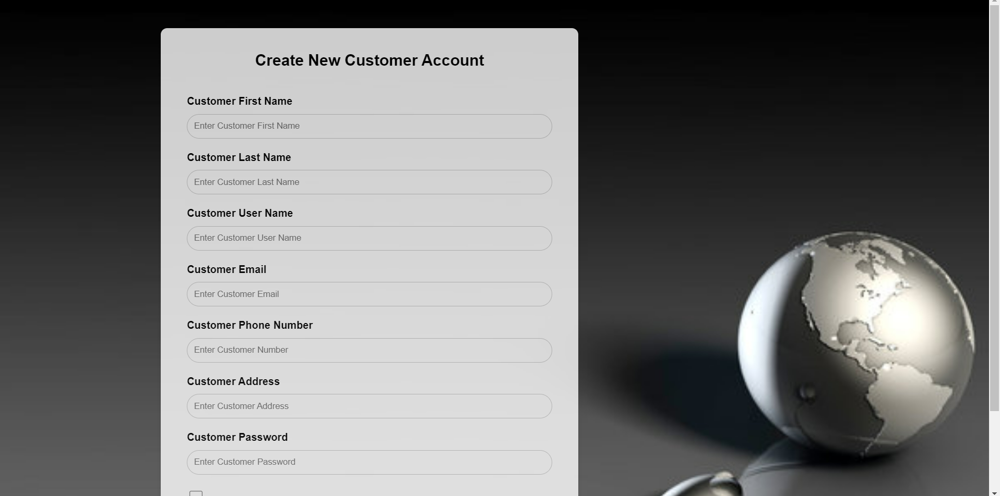 Create New Customer Account
Customer First Name
Enter Customer First Name
Customer Last Name
Enter Customer Last Name
Customer User Name
Enter Customer User Name
Customer Email
Enter Customer Email
Customer Phone Number
Enter Customer Number
Customer Address
Enter Customer Address
Customer Password
Enter Customer Password